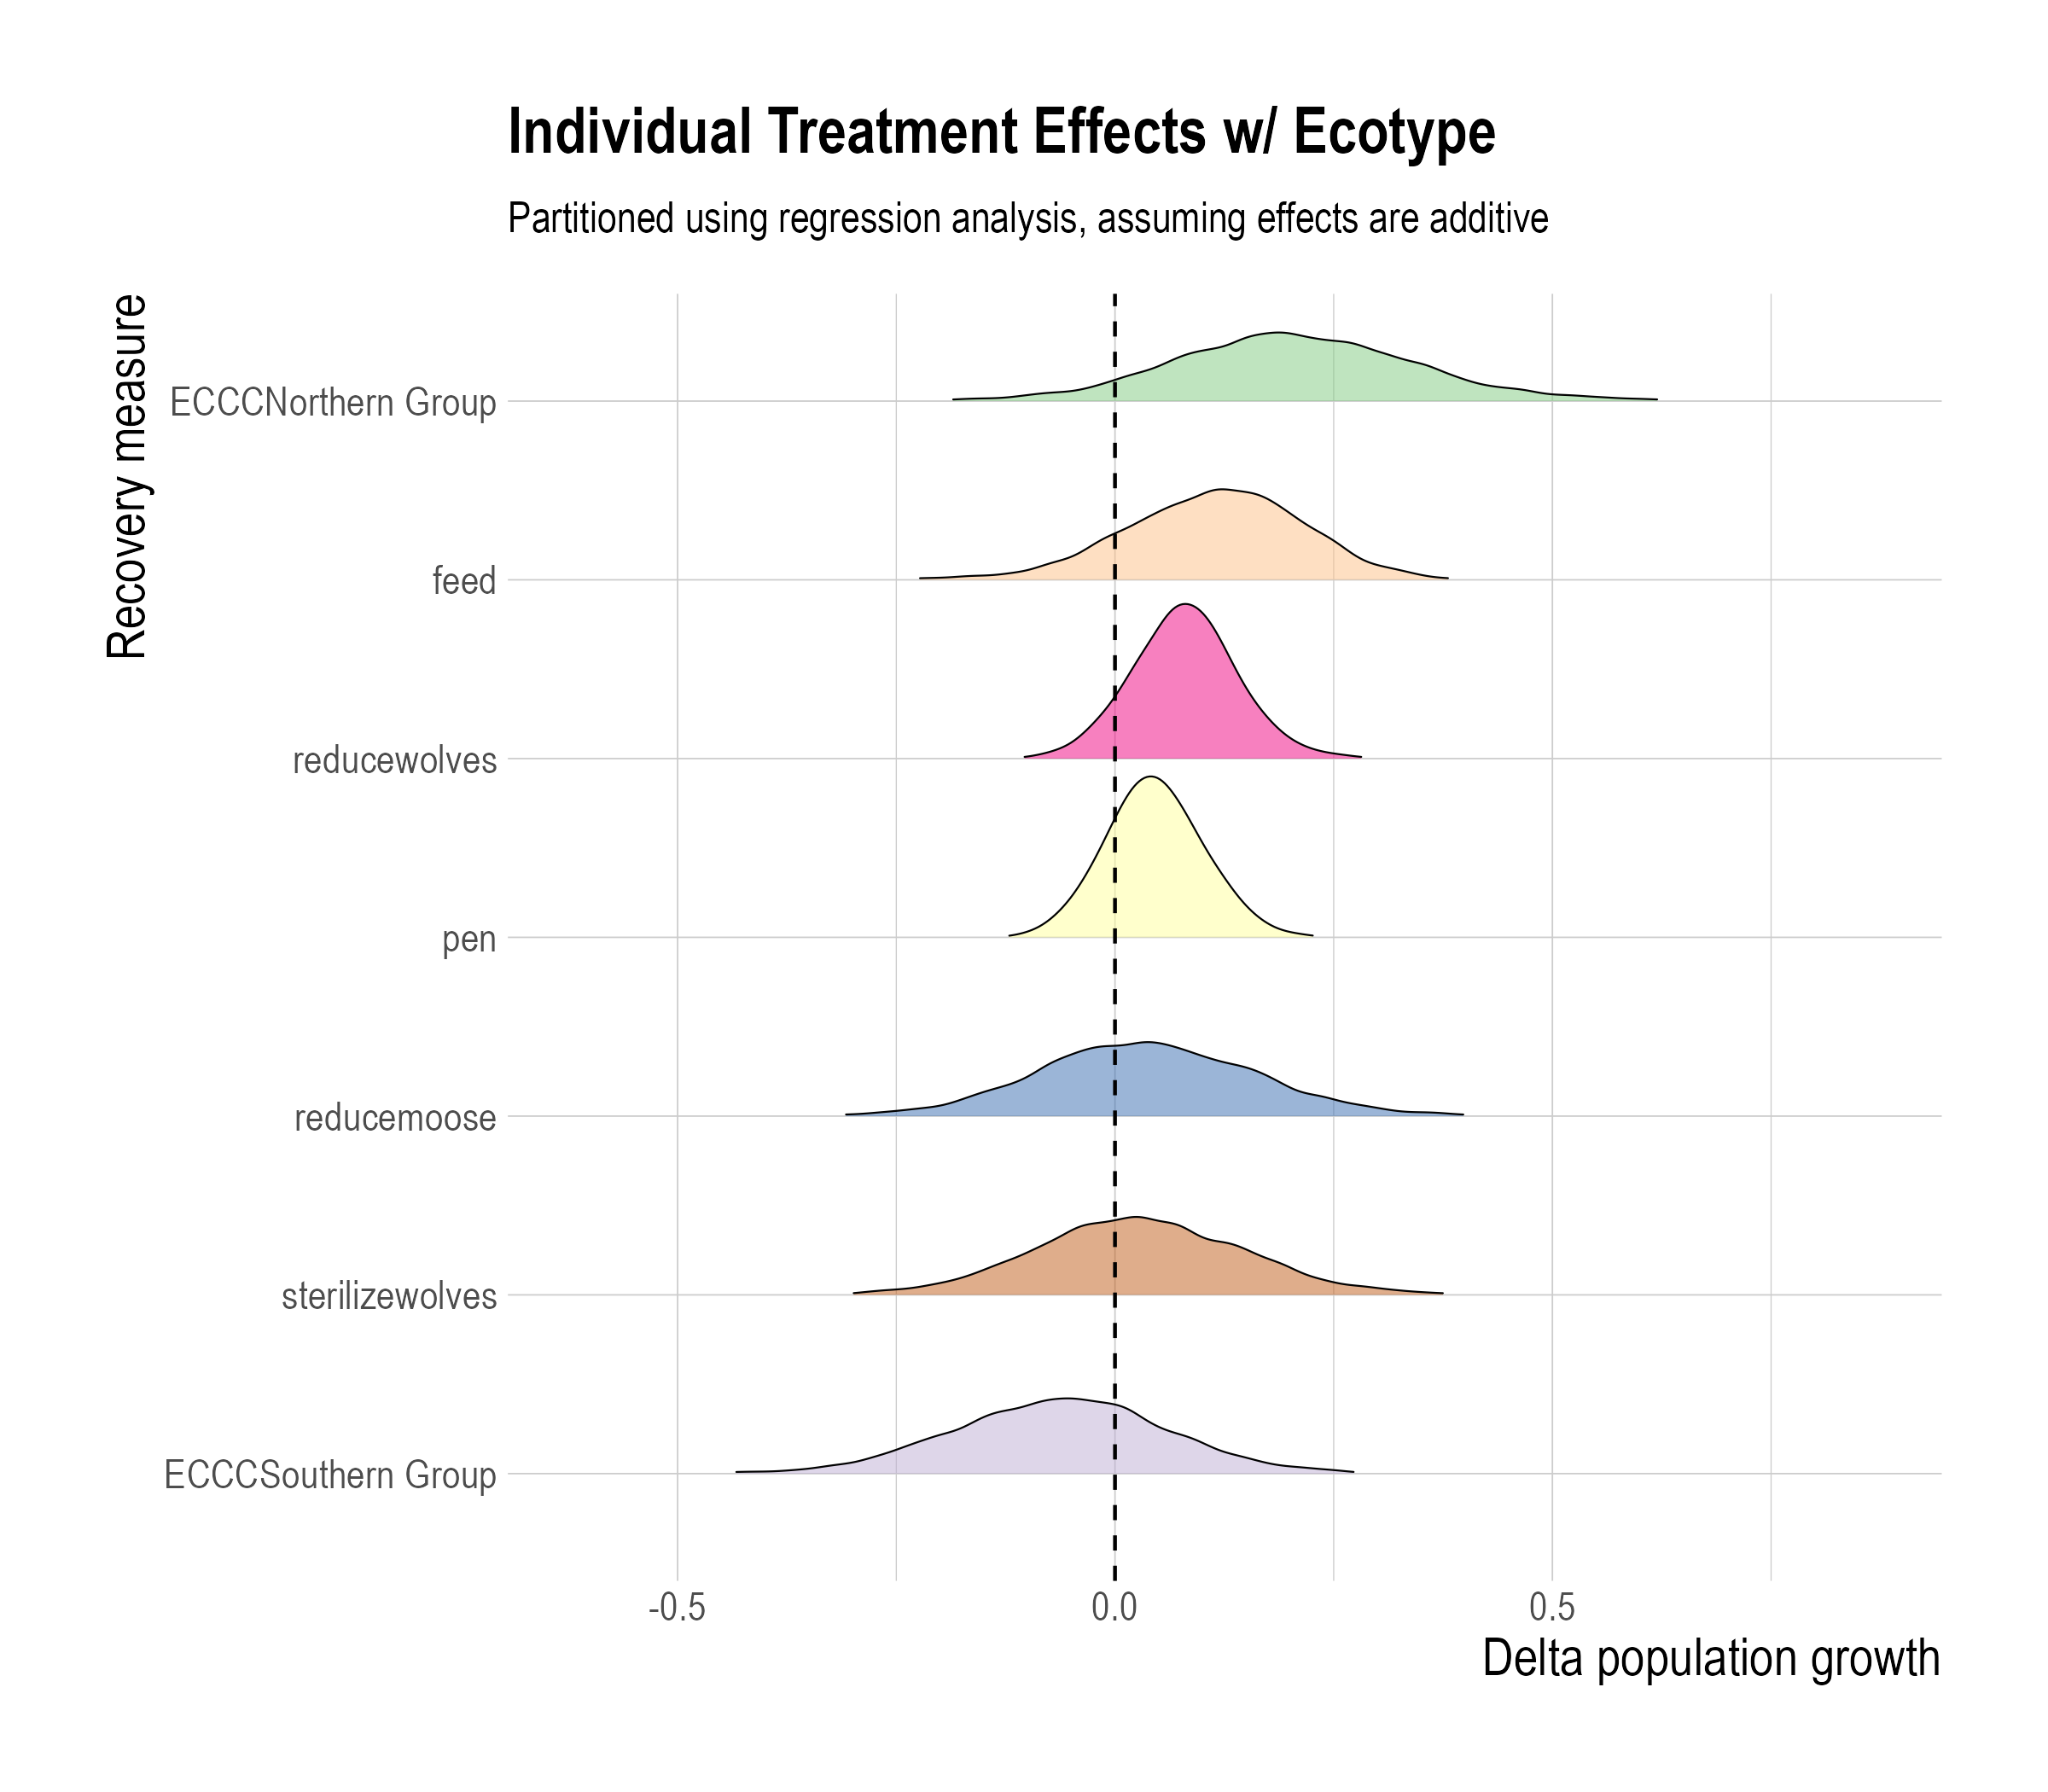 Individual Treatment Effects w/ Ecotype
Partitioned using regression analysis, assuming effects are additive
Recovery measure
ECCCNorthern Group
feed
reducewolves
pen
reducemoose
sterilizewolves
ECCCSouthern Group
-0.5 0.0 0.5
Delta population growth